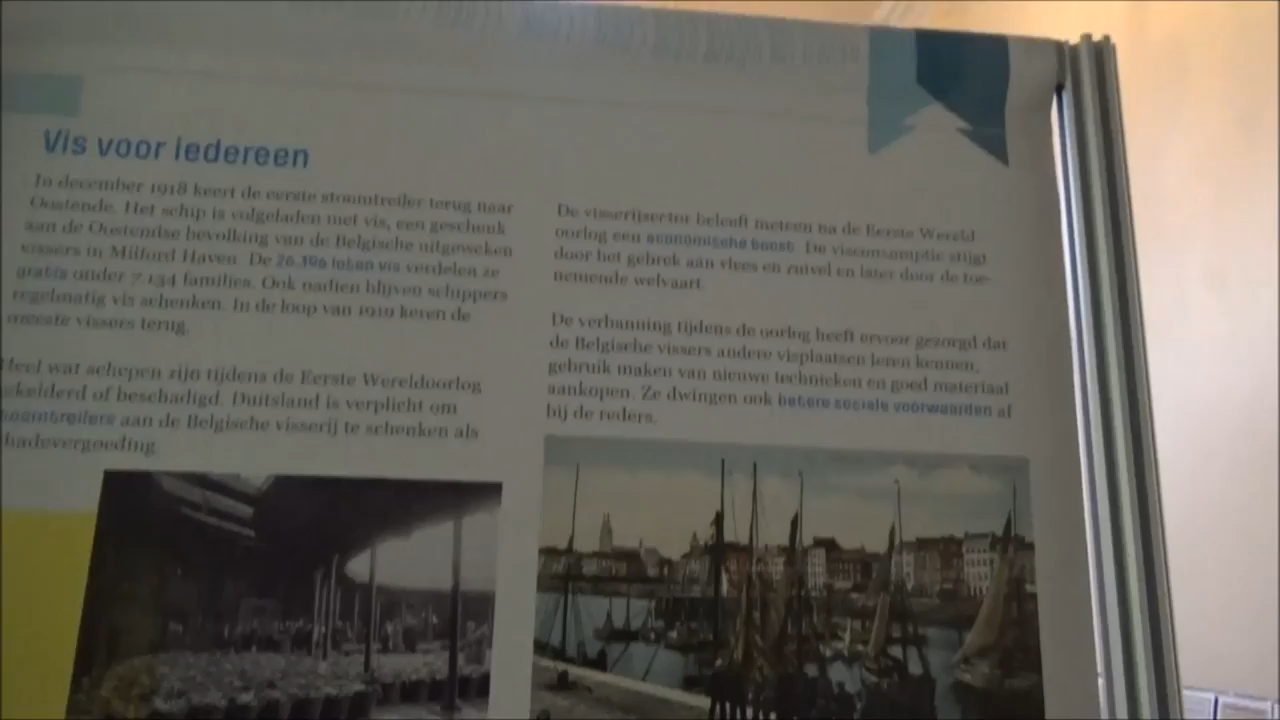 Vis voor iedereen
In december 1918 keert de eerste stoomtreiler terug naar
Oostende. Het schip is volgeladen met vis, een geschenk
aan de Oostendse bevolking van de Belgische uitgeweken
vissers in Milford Haven. De 26.196 loten vis verdelen ze
gratis onder 7.134 families. Ook nadien blijven schippers
regelmatig vis schenken. In de loop van 1919 keren de
meeste vissers terug.
Heel wat schepen zijn tijdens de Eerste Wereldoorlog
gekelderd of beschadigd. Duitsland is verplicht om
stoomtreilers aan de Belgische visserij te schenken als
schadevergoeding.
De visserijsector beleeft meteen na de Eerste Wereld
oorlog een economische boost. De visconsumptie stijgt
door het gebrek aan vlees en zuivel en later door de toe-
nemende welvaart.
De verbanning tijdens de oorlog heeft ervoor gezorgd dat
de Belgische vissers andere visplaatsen leren kennen,
gebruik maken van nieuwe technieken en goed materiaal
aankopen. Ze dwingen ook betere sociale voorwaarden af
bij de reders.